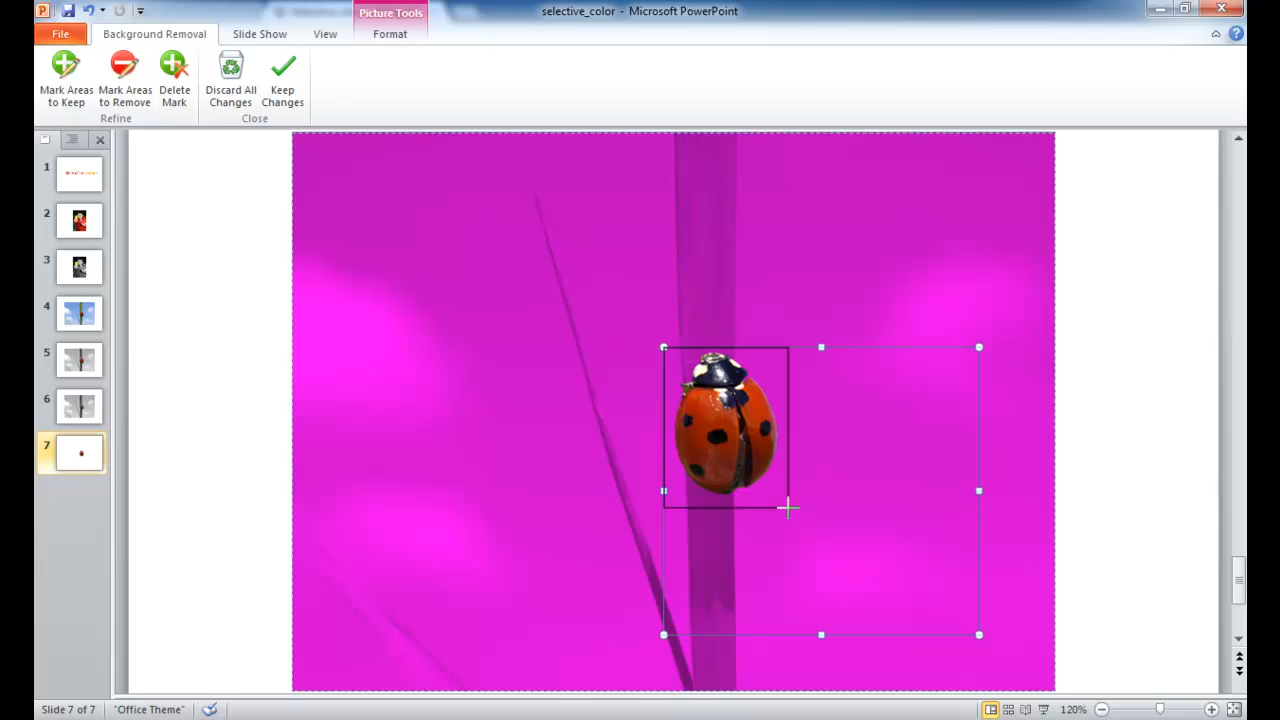 selective_color - Microsoft PowerPoint
Picture Tools
File
Background Removal
Slide Show
View
Format
Mark Areas to Keep
Mark Areas to Remove
Delete Mark
Discard All Changes
Keep Changes
Refine
Close
1
2
3
4
5
6
7
Slide 7 of 7
"Office Theme"
120%